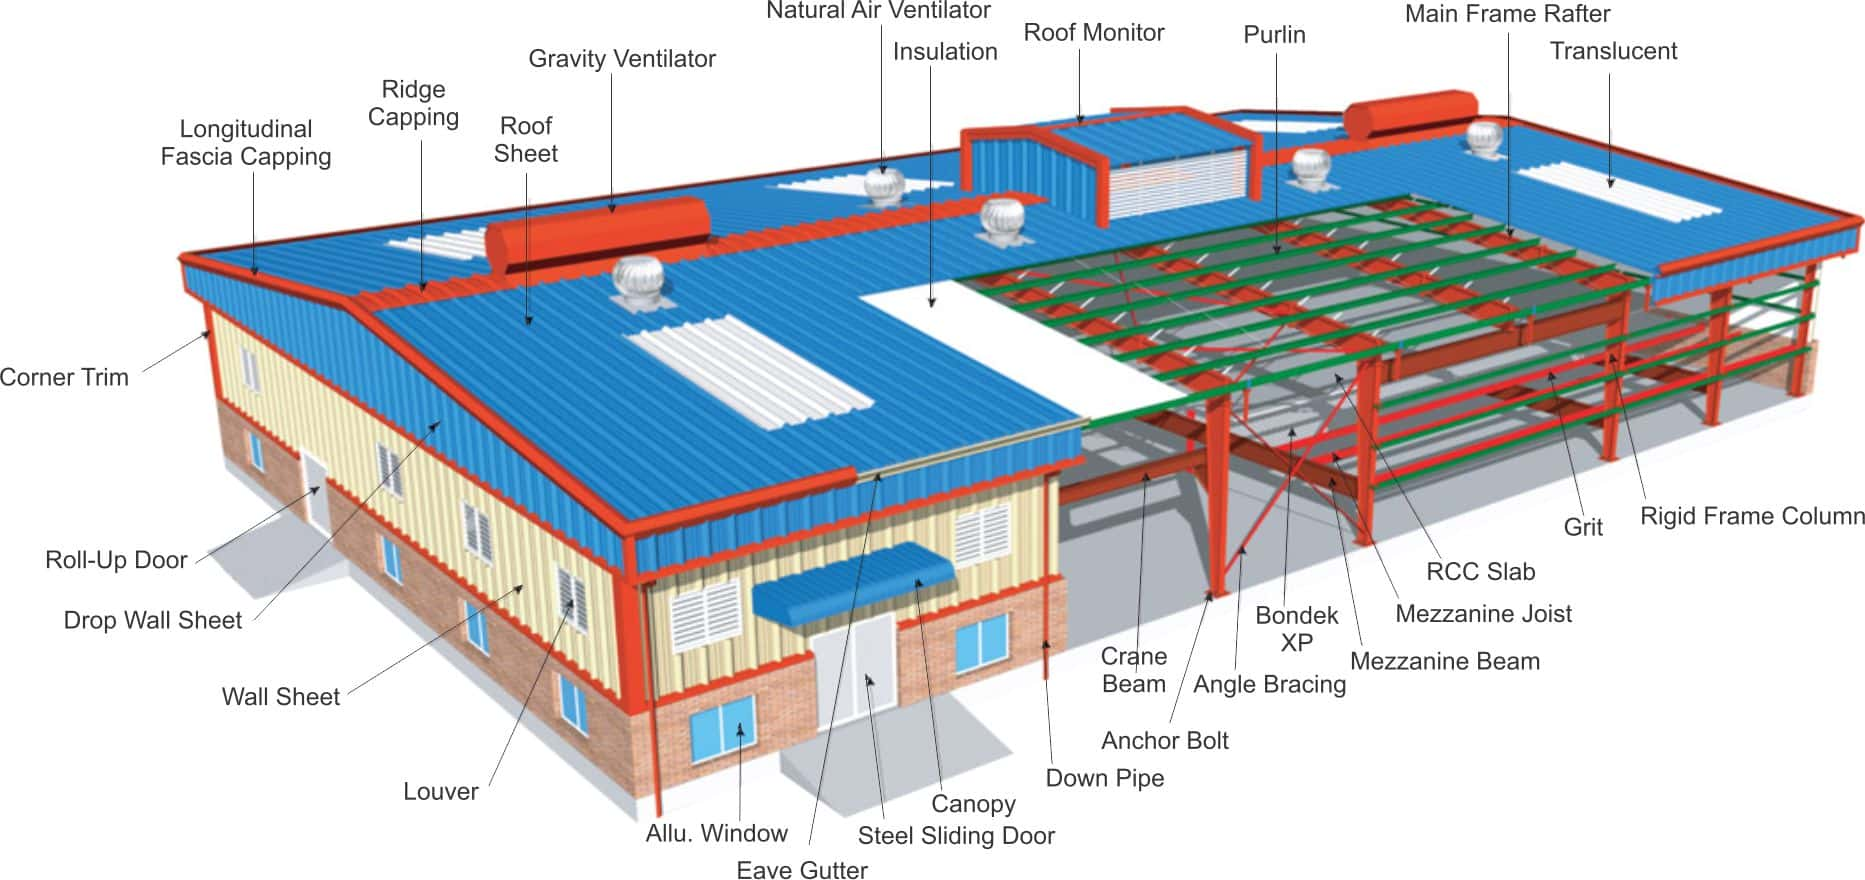 Natural Air Ventilator
Main Frame Rafter
Roof Monitor
Purlin
Insulation
Translucent
Gravity Ventilator
Ridge
Capping
Roof
Sheet
Longitudinal
Fascia Capping
Corner Trim
Roll-Up Door
Drop Wall Sheet
Wall Sheet
Louver
Allu. Window
Eave Gutter
Steel Sliding Door
Canopy
Down Pipe
Anchor Bolt
Crane
Beam
Angle Bracing
Bondek
XP
Mezzanine Beam
Mezzanine Joist
RCC Slab
Grit
Rigid Frame Column